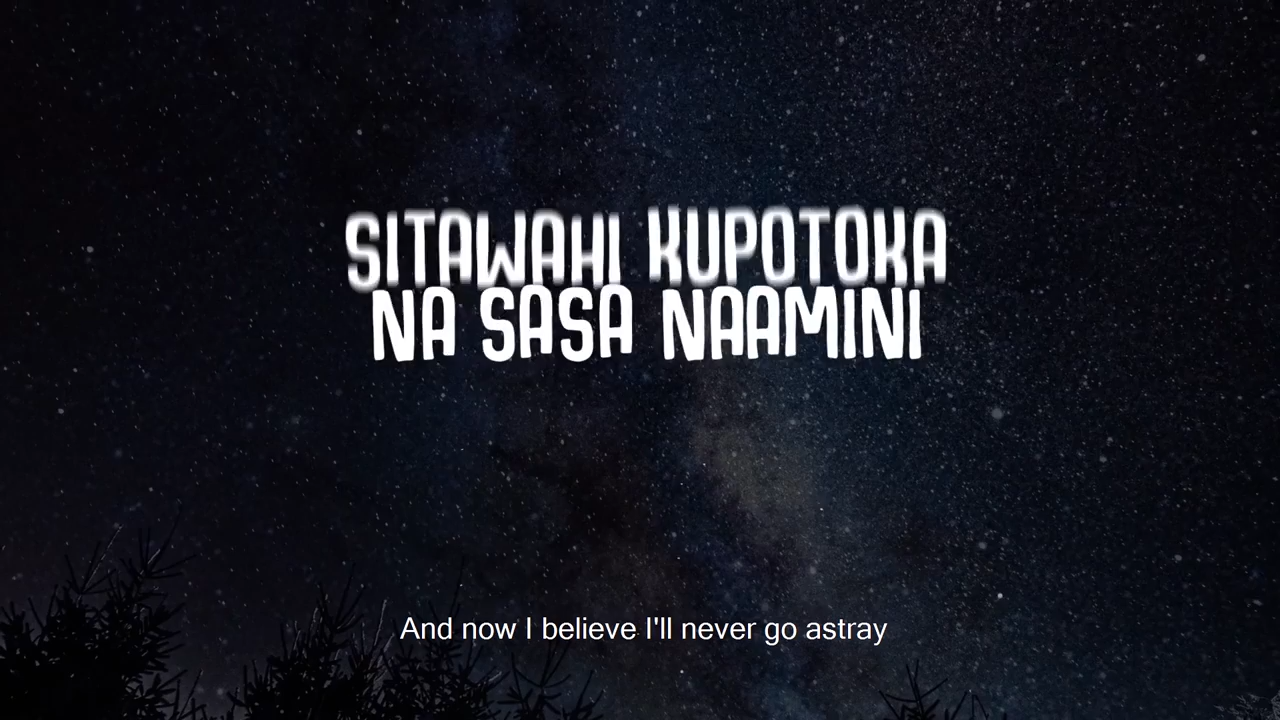 SITAWAHI KUPOTOKA
NA SASA NAAMINI
And now I believe I'll never go astray